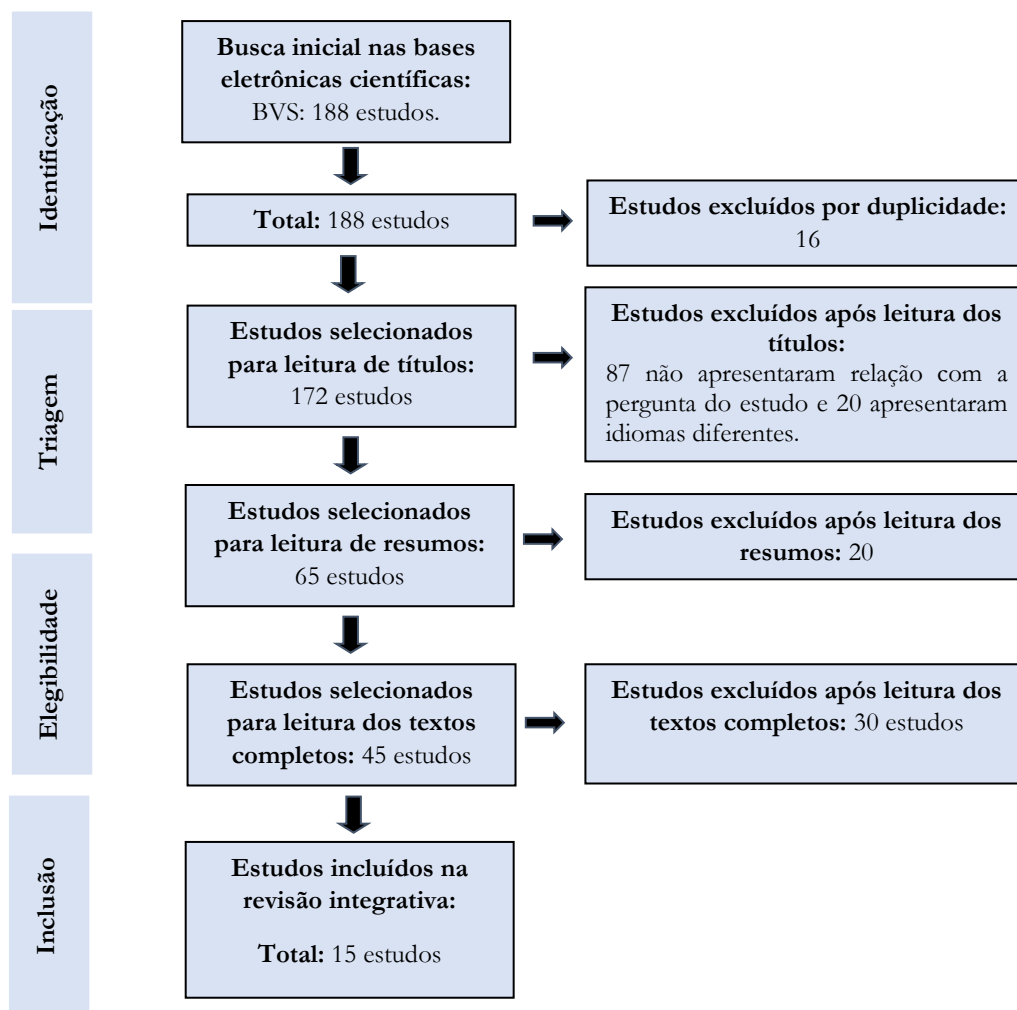 Identificação
Busca inicial nas bases
eletrônicas científicas:
BVS: 188 estudos.
Total: 188 estudos
Estudos excluídos por duplicidade:
16
Triagem
Estudos selecionados
para leitura de títulos:
172 estudos
Estudos excluídos após leitura dos
títulos:
87 não apresentaram relação com a
pergunta do estudo e 20 apresentaram
idiomas diferentes.
Estudos selecionados
para leitura de resumos:
65 estudos
Estudos excluídos após leitura dos
resumos: 20
Elegibilidade
Estudos selecionados
para leitura dos textos
completos: 45 estudos
Estudos excluídos após leitura dos
textos completos: 30 estudos
Inclusão
Estudos incluídos na
revisão integrativa:
Total: 15 estudos